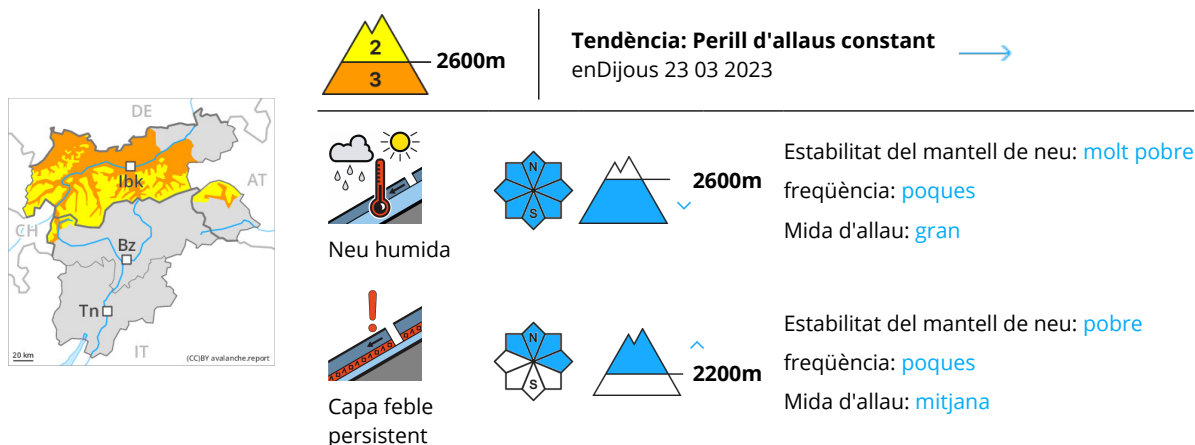 2
3
2600m
Tendència: Perill d'allaus constant
enDijous 23 03 2023
DE
AT
CH
IT
Ibk
Bz
Tn
20 km
(CC)BY avalanche.report
Neu humida
N
S
2600m
Estabilitat del mantell de neu: molt pobre
freqüència: poques
Mida d'allau: gran
Capa feble
persistent
N
S
2200m
Estabilitat del mantell de neu: pobre
freqüència: poques
Mida d'allau: mitjana